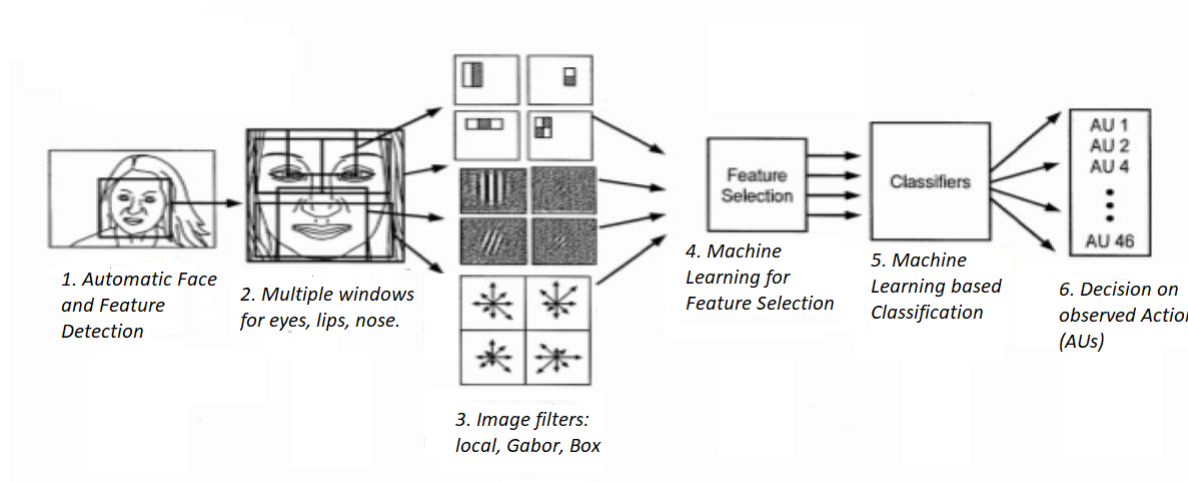 1. Automatic Face
and Feature
Detection
2. Multiple windows
for eyes, lips, nose.
3. Image filters:
local, Gabor, Box
Feature
Selection
4. Machine
Learning for
Feature Selection
Classifiers
5. Machine
Learning based
Classification
AU 1
AU 2
AU 4
AU 46
6. Decision on
observed Actio
(AUs)